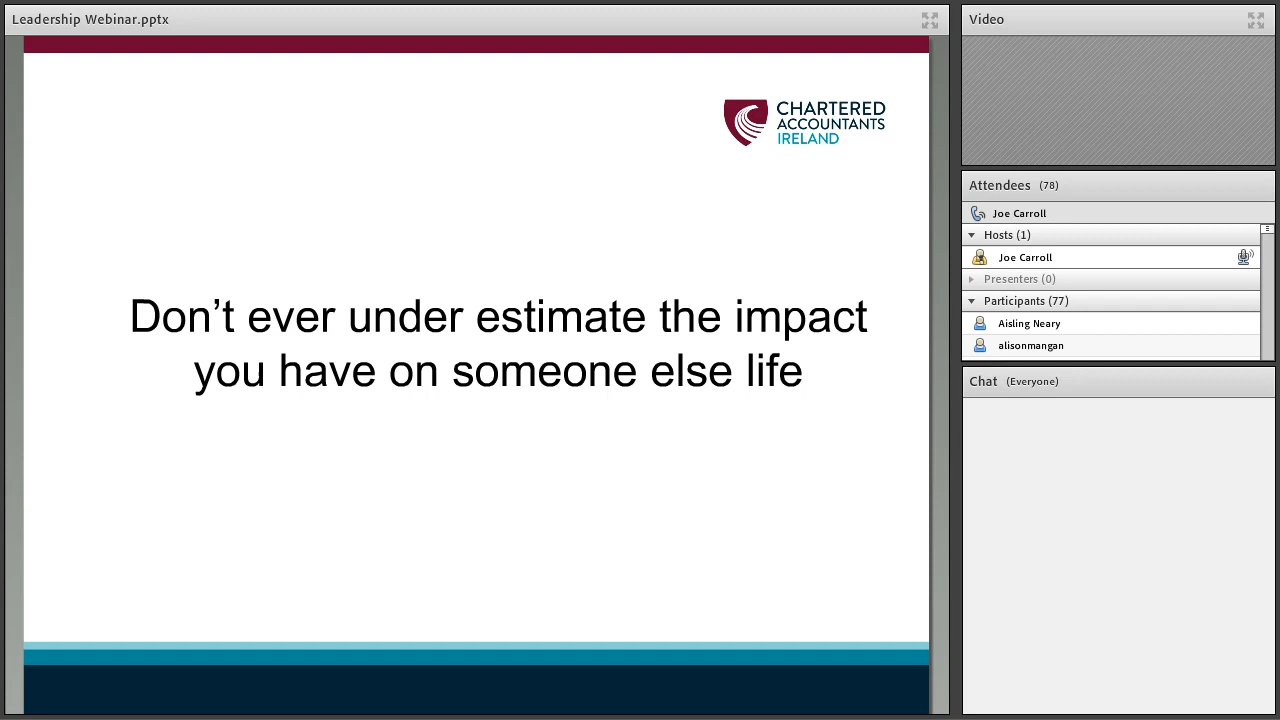 Leadership Webinar.pptx
CHARTERED
ACCOUNTANTS
IRELAND
Don’t ever under estimate the impact
you have on someone else life
Video
Attendees (78)
Joe Carroll
Hosts (1)
Joe Carroll
Presenters (0)
Participants (77)
Aisling Neary
alisonmangan
Chat (Everyone)